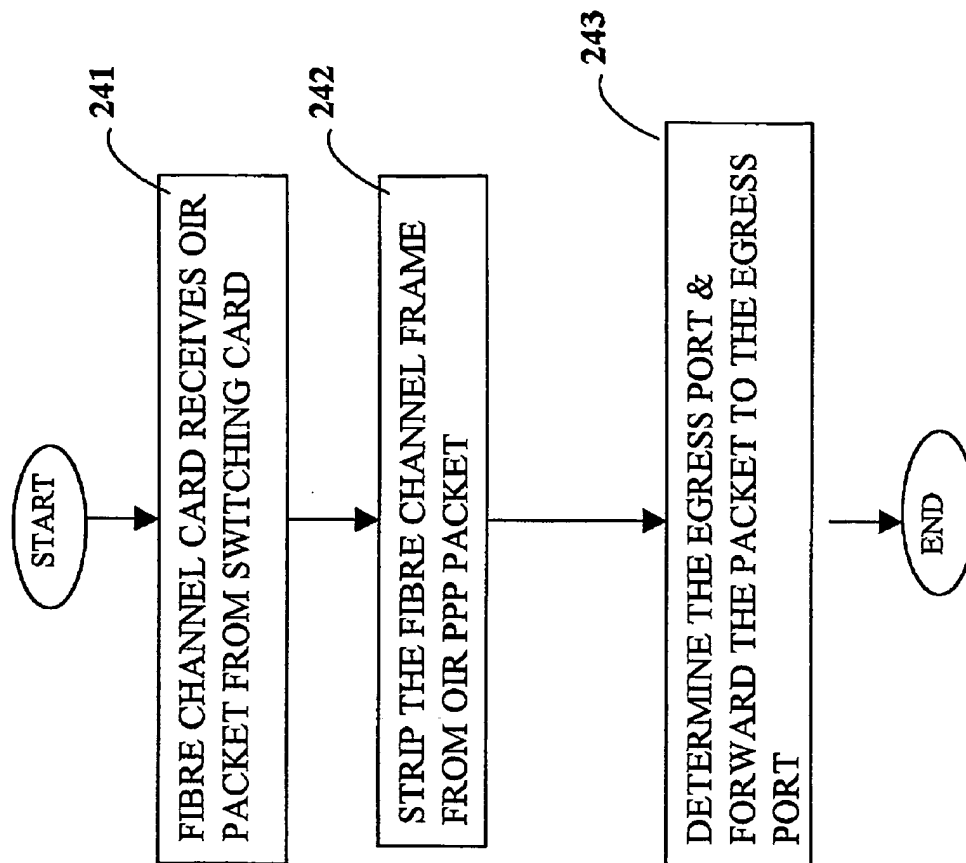 START
241
FIBRE CHANNEL CARD RECEIVES OIR
PACKET FROM SWITCHING CARD
242
STRIP THE FIBRE CHANNEL FRAME
FROM OIR PPP PACKET
243
DETERMINE THE EGRESS PORT &
FORWARD THE PACKET TO THE EGRESS
PORT
END